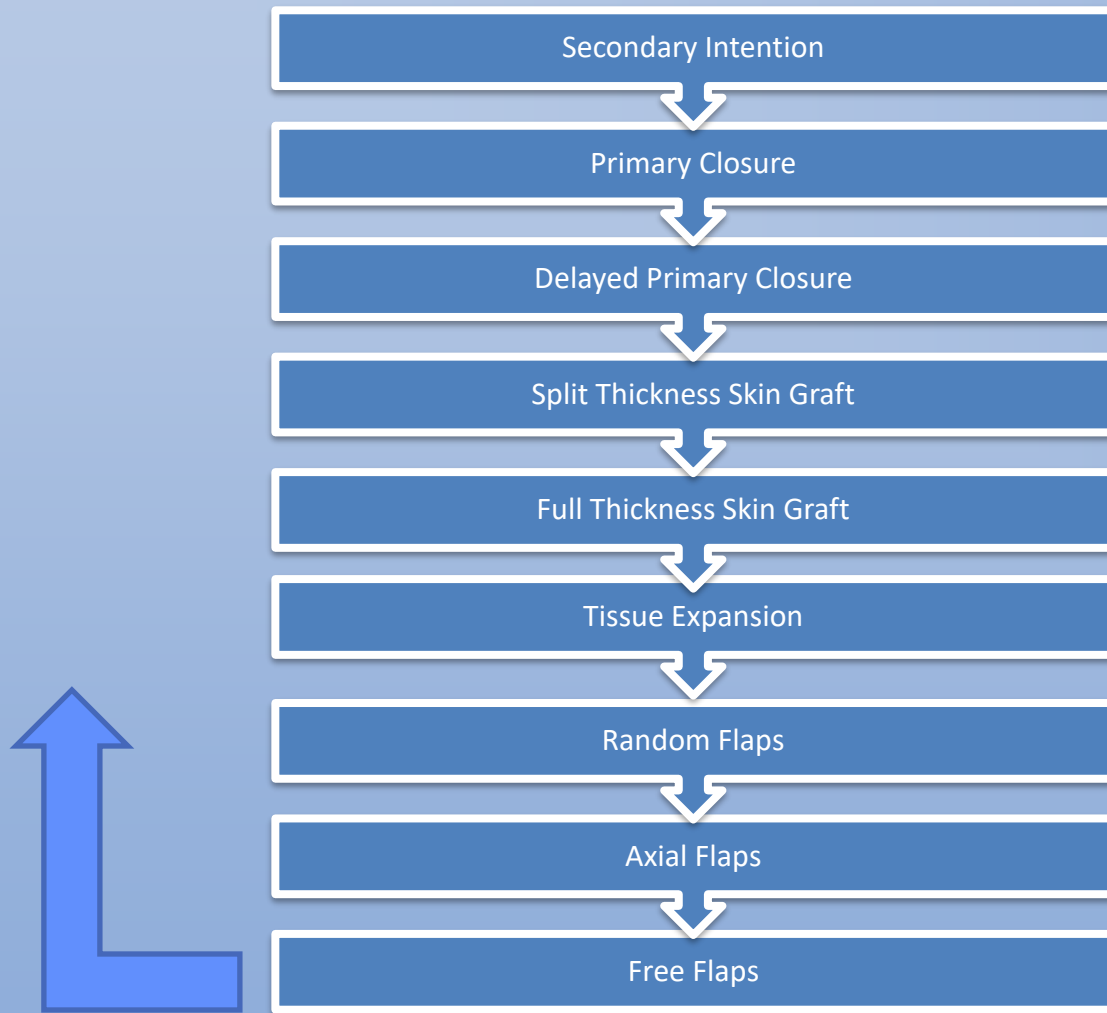 Secondary Intention
Primary Closure
Delayed Primary Closure
Split Thickness Skin Graft
Full Thickness Skin Graft
Tissue Expansion
Random Flaps
Axial Flaps
Free Flaps